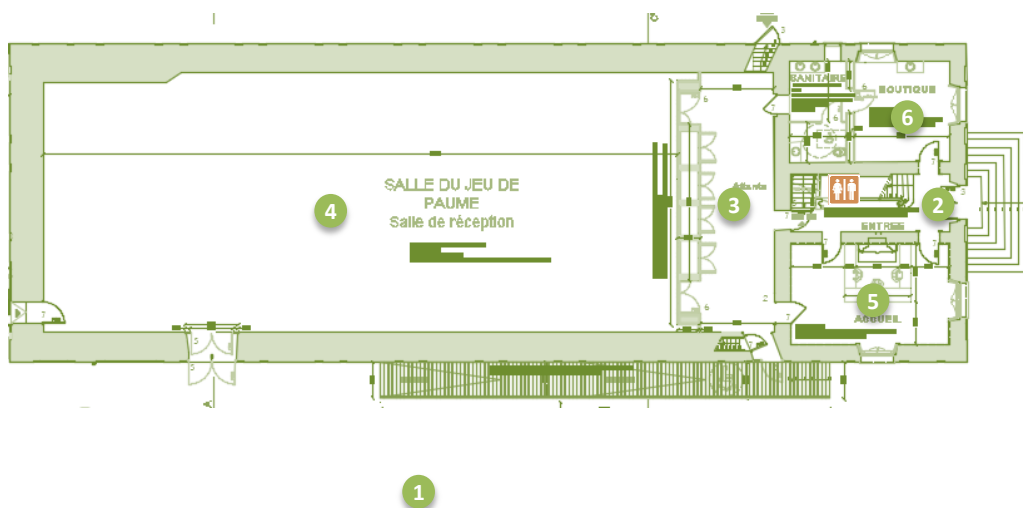 SANITAIRE
BOUTIQUE
6
SALLE DU JEU DE
PAUME
Salle de réception
4
3
2
ENTREE
5
ACCUEIL
1